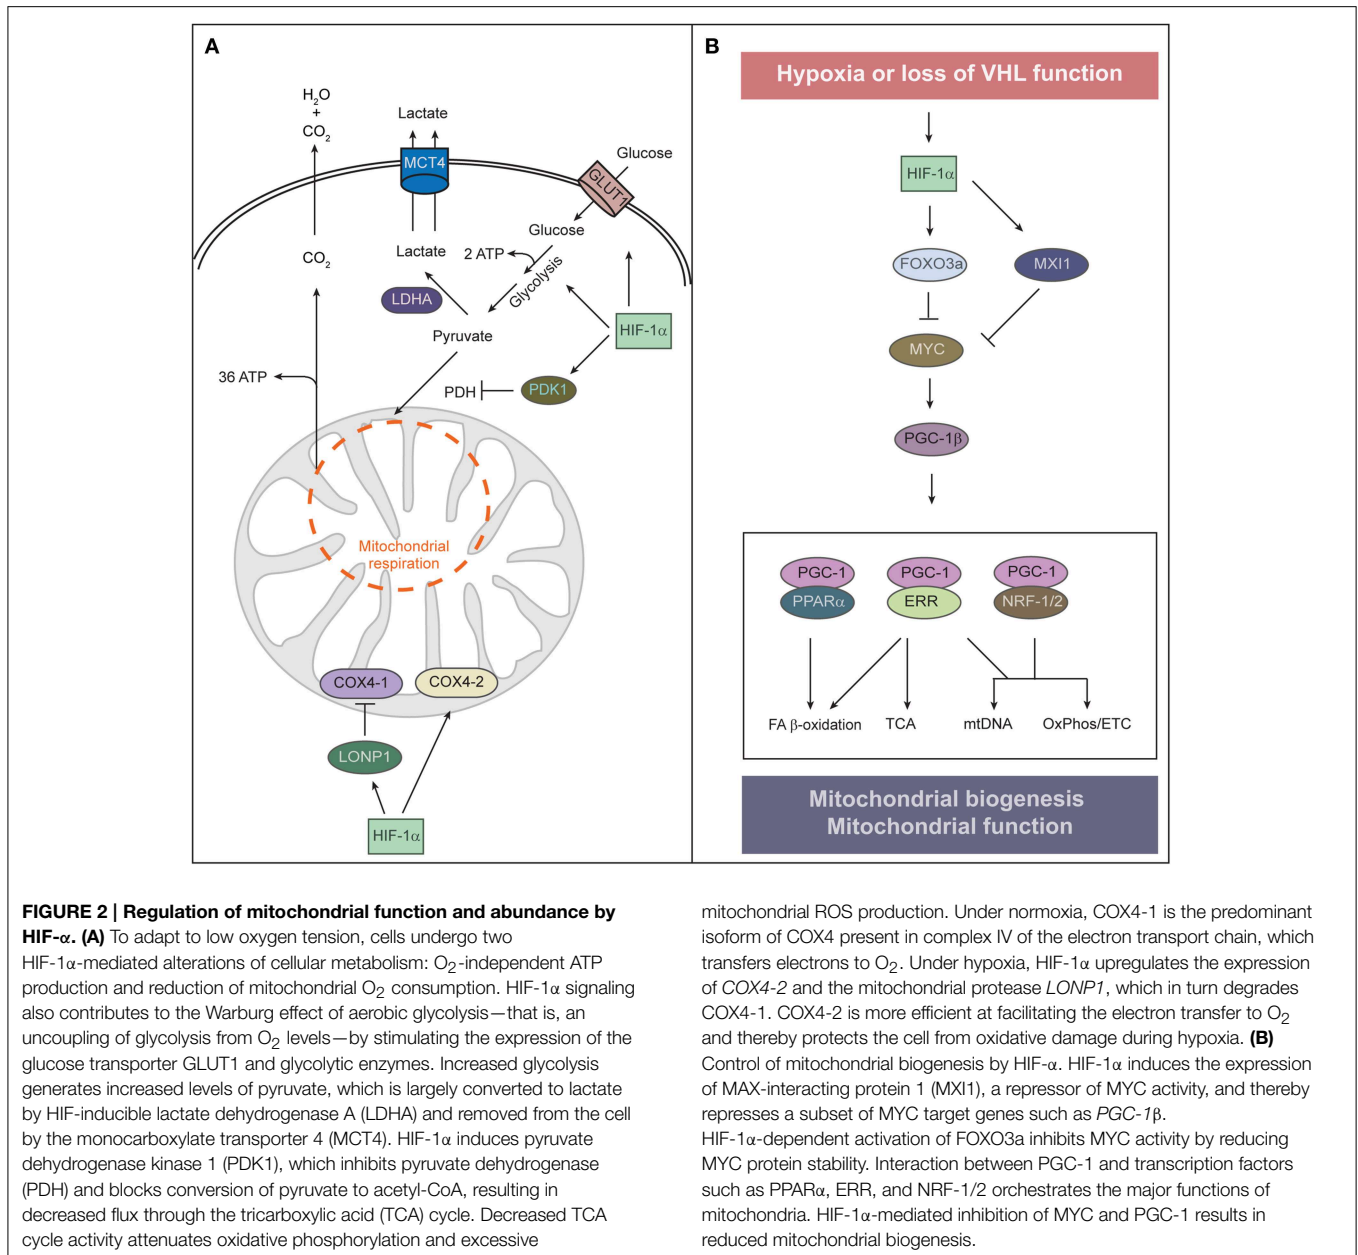 A
H2O
+
CO2
Lactate
MCT4
Glucose
GLUT1
Glucose
Lactate
2 ATP
CO2
Glycolysis
LDHA
HIF-1α
Pyruvate
36 ATP
PDH
PDK1
Mitochondrial
respiration
COX4-1
COX4-2
LONP1
HIF-1α
B
Hypoxia or loss of VHL function
HIF-1α
FOXO3a
MXI1
MYC
PGC-1β
PGC-1
PGC-1
PGC-1
PPARα
ERR
NRF-1/2
FA β-oxidation
TCA
mtDNA
OxPhos/ETC
Mitochondrial biogenesis
Mitochondrial function
FIGURE 2 | Regulation of mitochondrial function and abundance by
HIF-α. (A) To adapt to low oxygen tension, cells undergo two
HIF-1α-mediated alterations of cellular metabolism: O2-independent ATP
production and reduction of mitochondrial O2 consumption. HIF-1α signaling
also contributes to the Warburg effect of aerobic glycolysis—that is, an
uncoupling of glycolysis from O2 levels—by stimulating the expression of the
glucose transporter GLUT1 and glycolytic enzymes. Increased glycolysis
generates increased levels of pyruvate, which is largely converted to lactate
by HIF-inducible lactate dehydrogenase A (LDHA) and removed from the cell
by the monocarboxylate transporter 4 (MCT4). HIF-1α induces pyruvate
dehydrogenase kinase 1 (PDK1), which inhibits pyruvate dehydrogenase
(PDH) and blocks conversion of pyruvate to acetyl-CoA, resulting in
decreased flux through the tricarboxylic acid (TCA) cycle. Decreased TCA
cycle activity attenuates oxidative phosphorylation and excessive
mitochondrial ROS production. Under normoxia, COX4-1 is the predominant
isoform of COX4 present in complex IV of the electron transport chain, which
transfers electrons to O2. Under hypoxia, HIF-1α upregulates the expression
of COX4-2 and the mitochondrial protease LONP1, which in turn degrades
COX4-1. COX4-2 is more efficient at facilitating the electron transfer to O2
and thereby protects the cell from oxidative damage during hypoxia. (B)
Control of mitochondrial biogenesis by HIF-α. HIF-1α induces the expression
of MAX-interacting protein 1 (MXI1), a repressor of MYC activity, and thereby
represses a subset of MYC target genes such as PGC-1β.
HIF-1α-dependent activation of FOXO3a inhibits MYC activity by reducing
MYC protein stability. Interaction between PGC-1 and transcription factors
such as PPARα, ERR, and NRF-1/2 orchestrates the major functions of
mitochondria. HIF-1α-mediated inhibition of MYC and PGC-1 results in
reduced mitochondrial biogenesis.